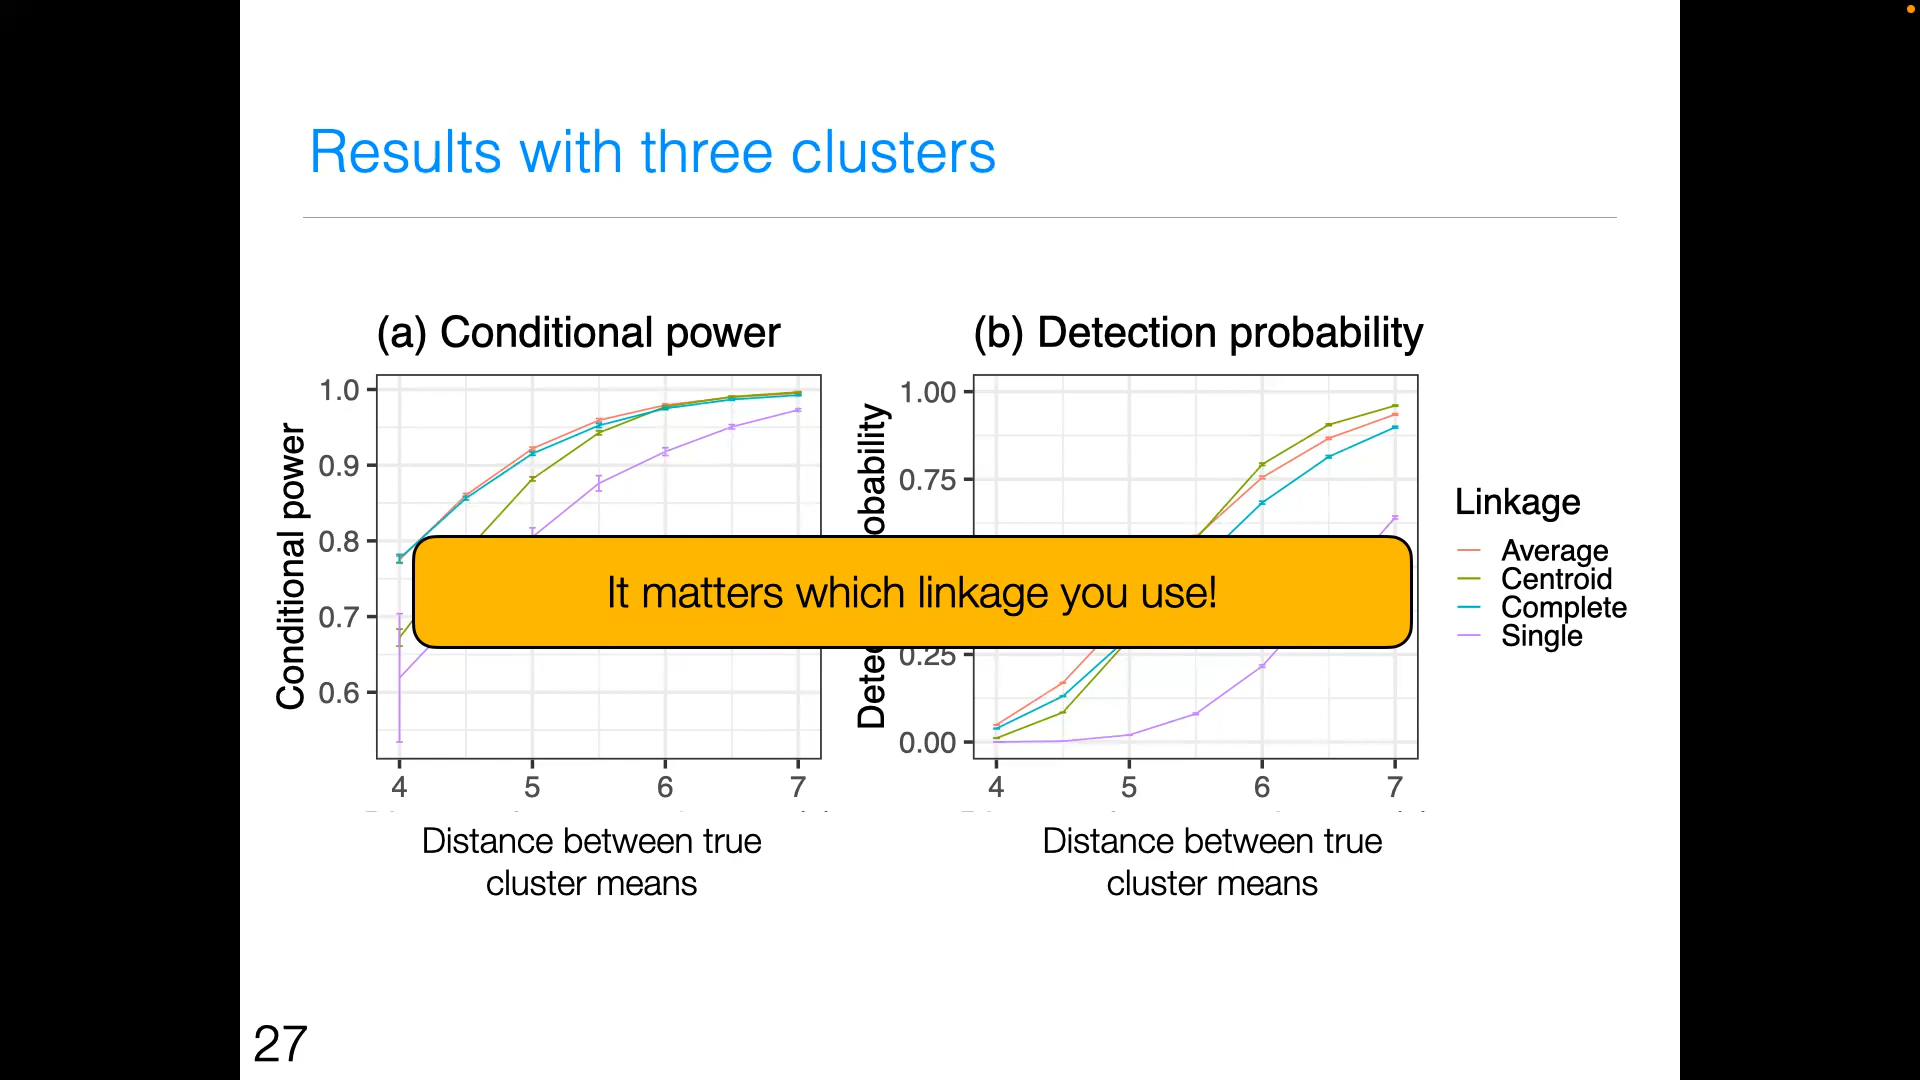 Results with three clusters
(a) Conditional power
(b) Detection probability
Conditional power
1.0
0.9
0.8
0.7
0.6
4 5 6 7
Distance between true
cluster means
1.00
0.75
0.25
0.00
4 5 6 7
Distance between true
cluster means
It matters which linkage you use!
Linkage
Average
Centroid
Complete
Single
27